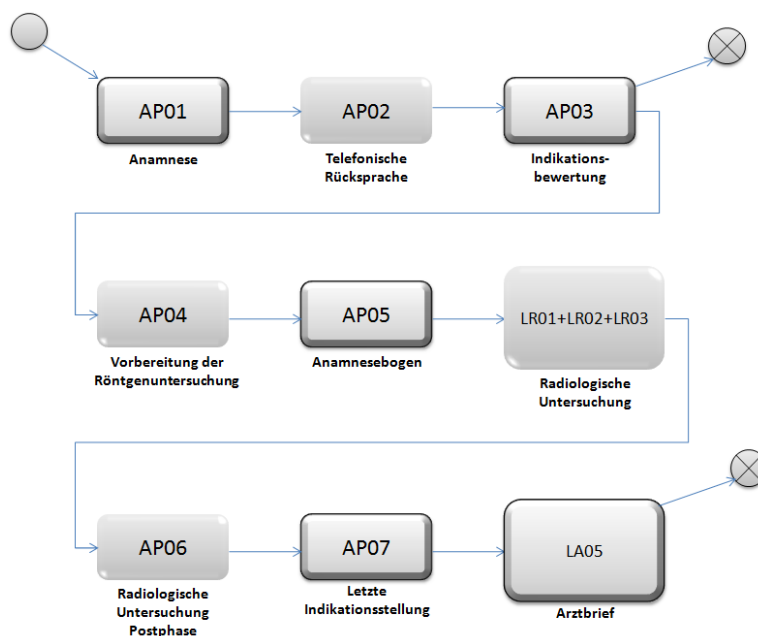 AP01
AP02
AP03
Anamnese
Telefonische
Rücksprache
Indikations-
bewertung
AP04
AP05
LR01+LR02+LR03
Vorbereitung der
Röntgenuntersuchung
Anamnesebogen
Radiologische
Untersuchung
AP06
AP07
LA05
Radiologische
Untersuchung
Postphase
Letzte
Indikationsstellung
Arztbrief